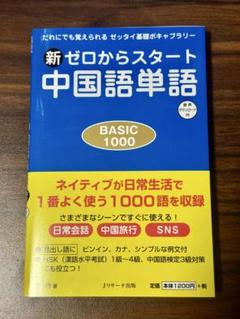 だれにでも覚えられるゼッタイ基礎ボキャブラリー
新ゼロからスタート
中国語単語
音声
ダウンロード
付
BASIC
1000
ネイティブが日常生活で
1番よく使う1000語を収録
さまざまなシーンですぐに使える!
日常会話 中国旅行 SNS
見出し語に ピンイン、カナ、シンプルな例文付
HSK(漢語水平考試)1級~4級、中国語検定3級対策
にも役立つ!
Jリサーチ出版
定価 本体1200円+税